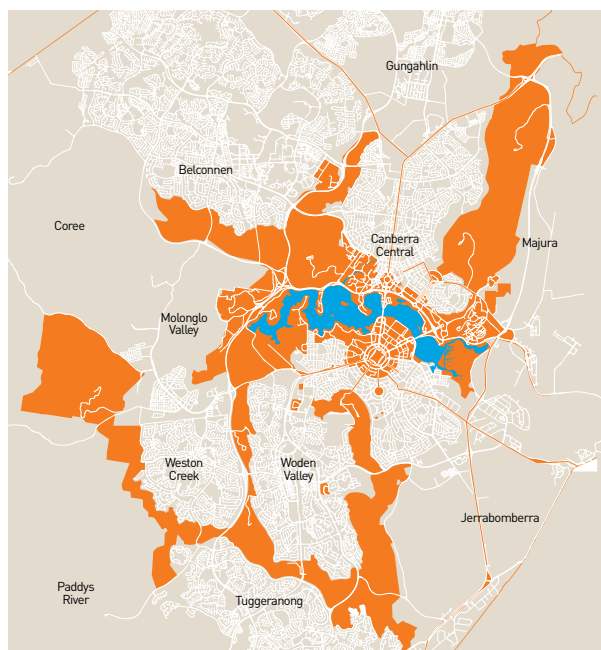 Gungahlin
Belconnen
Coree
Canberra
Central
Majura
Molonglo
Valley
Weston
Creek
Woden
Valley
Jerrabomberra
Paddys
River
Tuggeranong